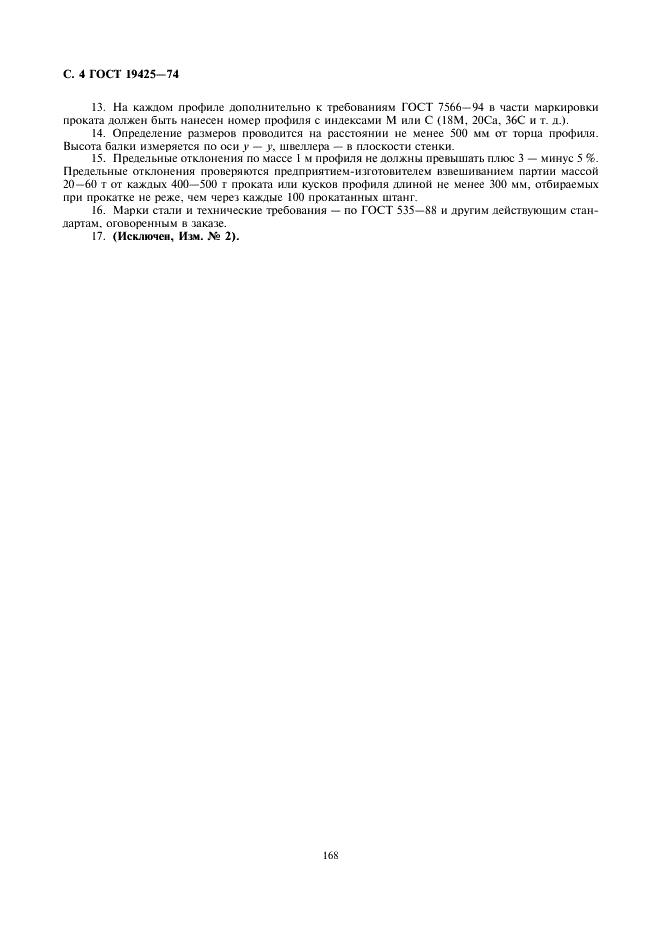 С. 4 ГОСТ 19425—74
13. На каждом профиле дополнительно к требованиям ГОСТ 7566—94 в части маркировки
проката должен быть нанесен номер профиля с индексами М или С (18М, 20Са, 36С и т. д.).
14. Определение размеров проводится на расстоянии не менее 500 мм от торца профиля.
Высота балки измеряется по оси y — y, швеллера — в плоскости стенки.
15. Предельные отклонения по массе 1 м профиля не должны превышать плюс 3 — минус 5 %.
Предельные отклонения проверяются предприятием-изготовителем взвешиванием партии массой
20—60 т от каждых 400—500 т проката или кусков профиля длиной не менее 300 мм, отбираемых
при прокатке не реже, чем через каждые 100 прокатанных штанг.
16. Марки стали и технические требования — по ГОСТ 535—88 и другим действующим стан-
дартам, оговоренным в заказе.
17. (Исключен, Изм. № 2).
168